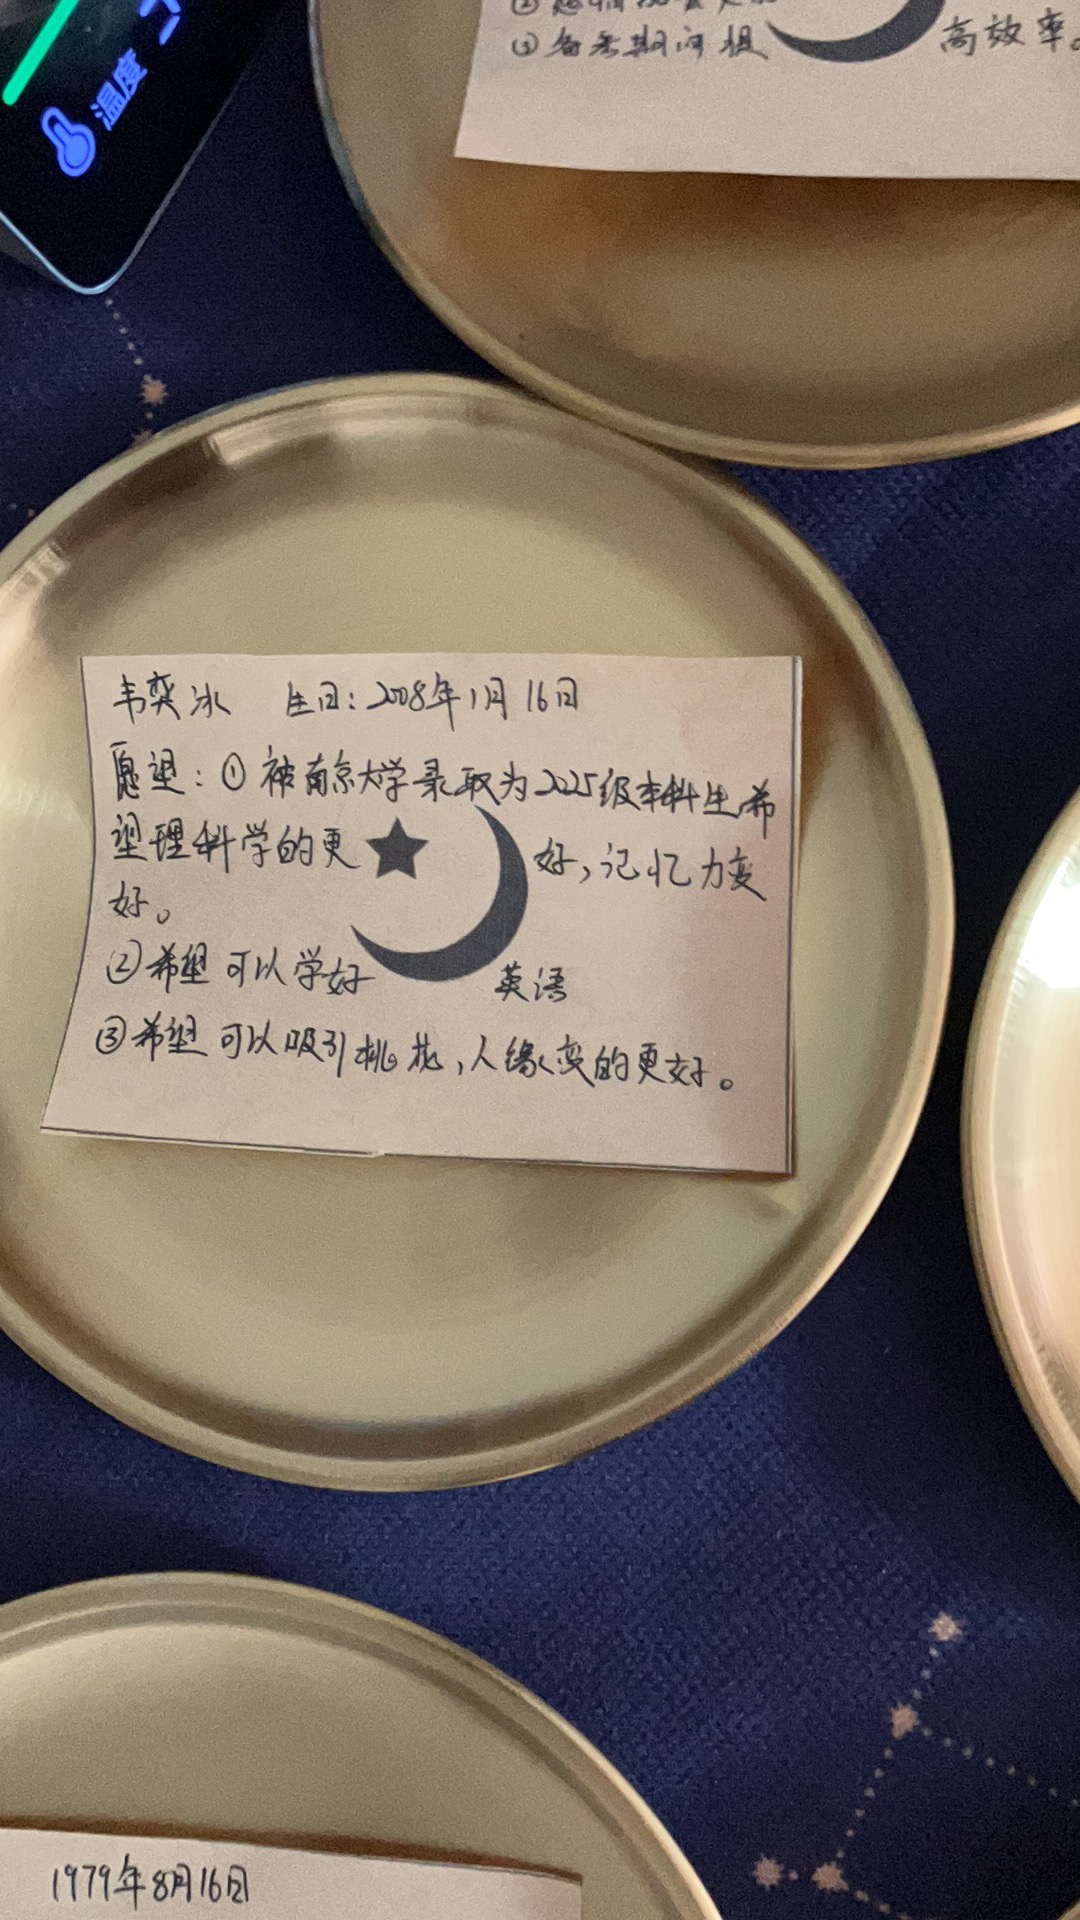 温度
③备考期间 高效率。
韦奕冰 生日：2008年1月16日
愿望：①被南京大学录取为2025级本科生希
望理科学的更 好，记忆力变
好。
②希望可以学好 英语
③希望可以吸引桃花，人缘变的更好。
1979年8月16日